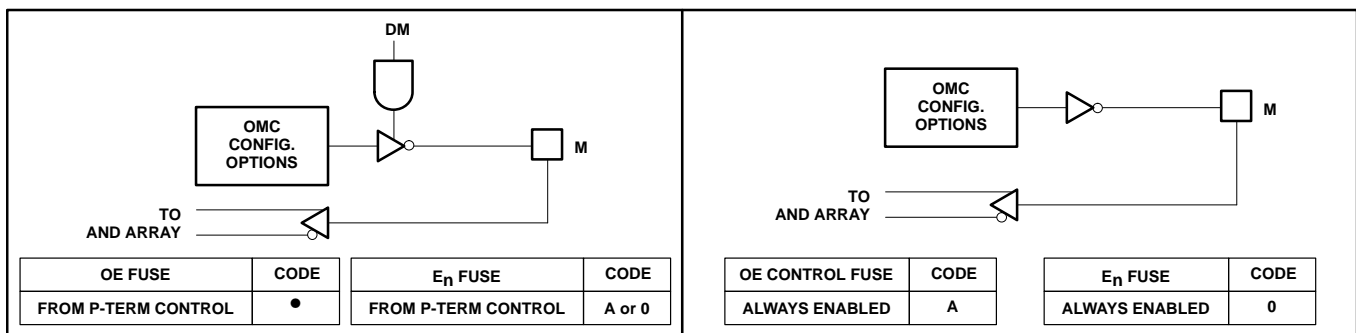 DM
OMC
CONFIG.
OPTIONS
M
TO
AND ARRAY
OE FUSE CODE
FROM P-TERM CONTROL •
En FUSE CODE
FROM P-TERM CONTROL A or 0
OMC
CONFIG.
OPTIONS
M
TO
AND ARRAY
OE CONTROL FUSE CODE
ALWAYS ENABLED A
En FUSE CODE
ALWAYS ENABLED 0